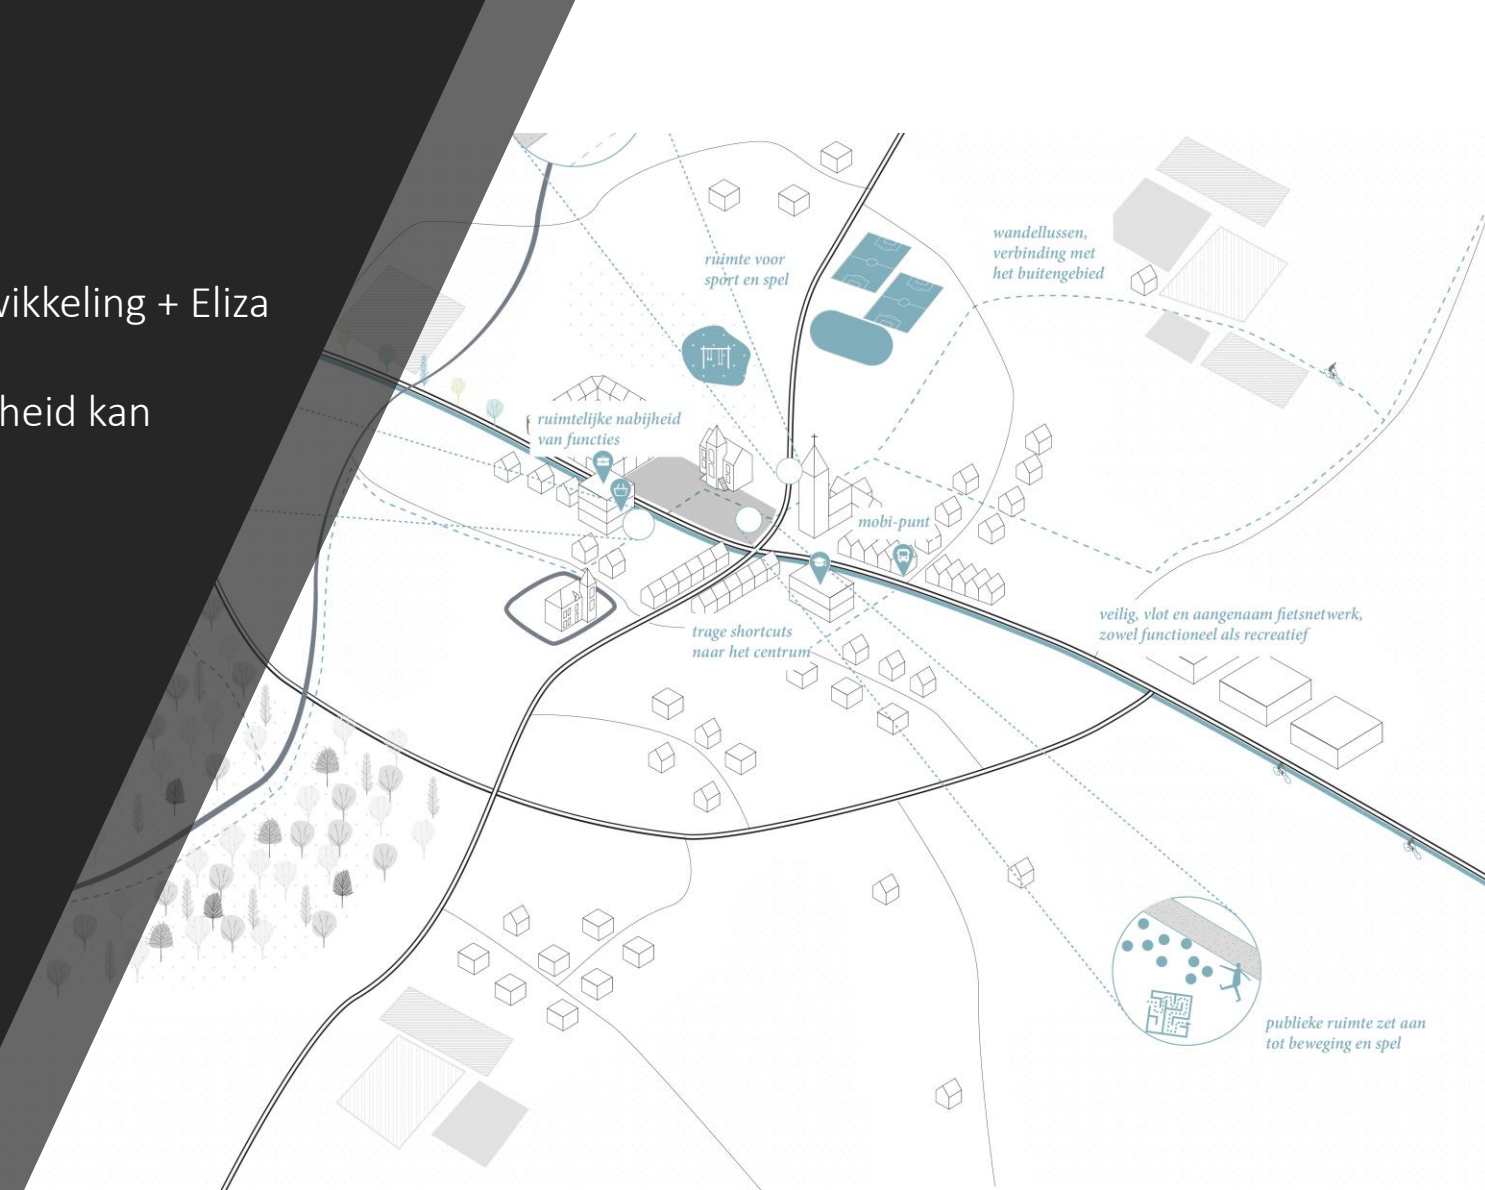 wikkeling + Eliza
heid kan
ruimte voor
sport en spel
wandellussen,
verbinding met
het buitengebied
ruimtelijke nabijheid
van functies
mobi-punt
trage shortcuts
naar het centrum
veilig, vlot en aangenaam fietsnetwerk,
zowel functioneel als recreatief
publieke ruimte zet aan
tot beweging en spel